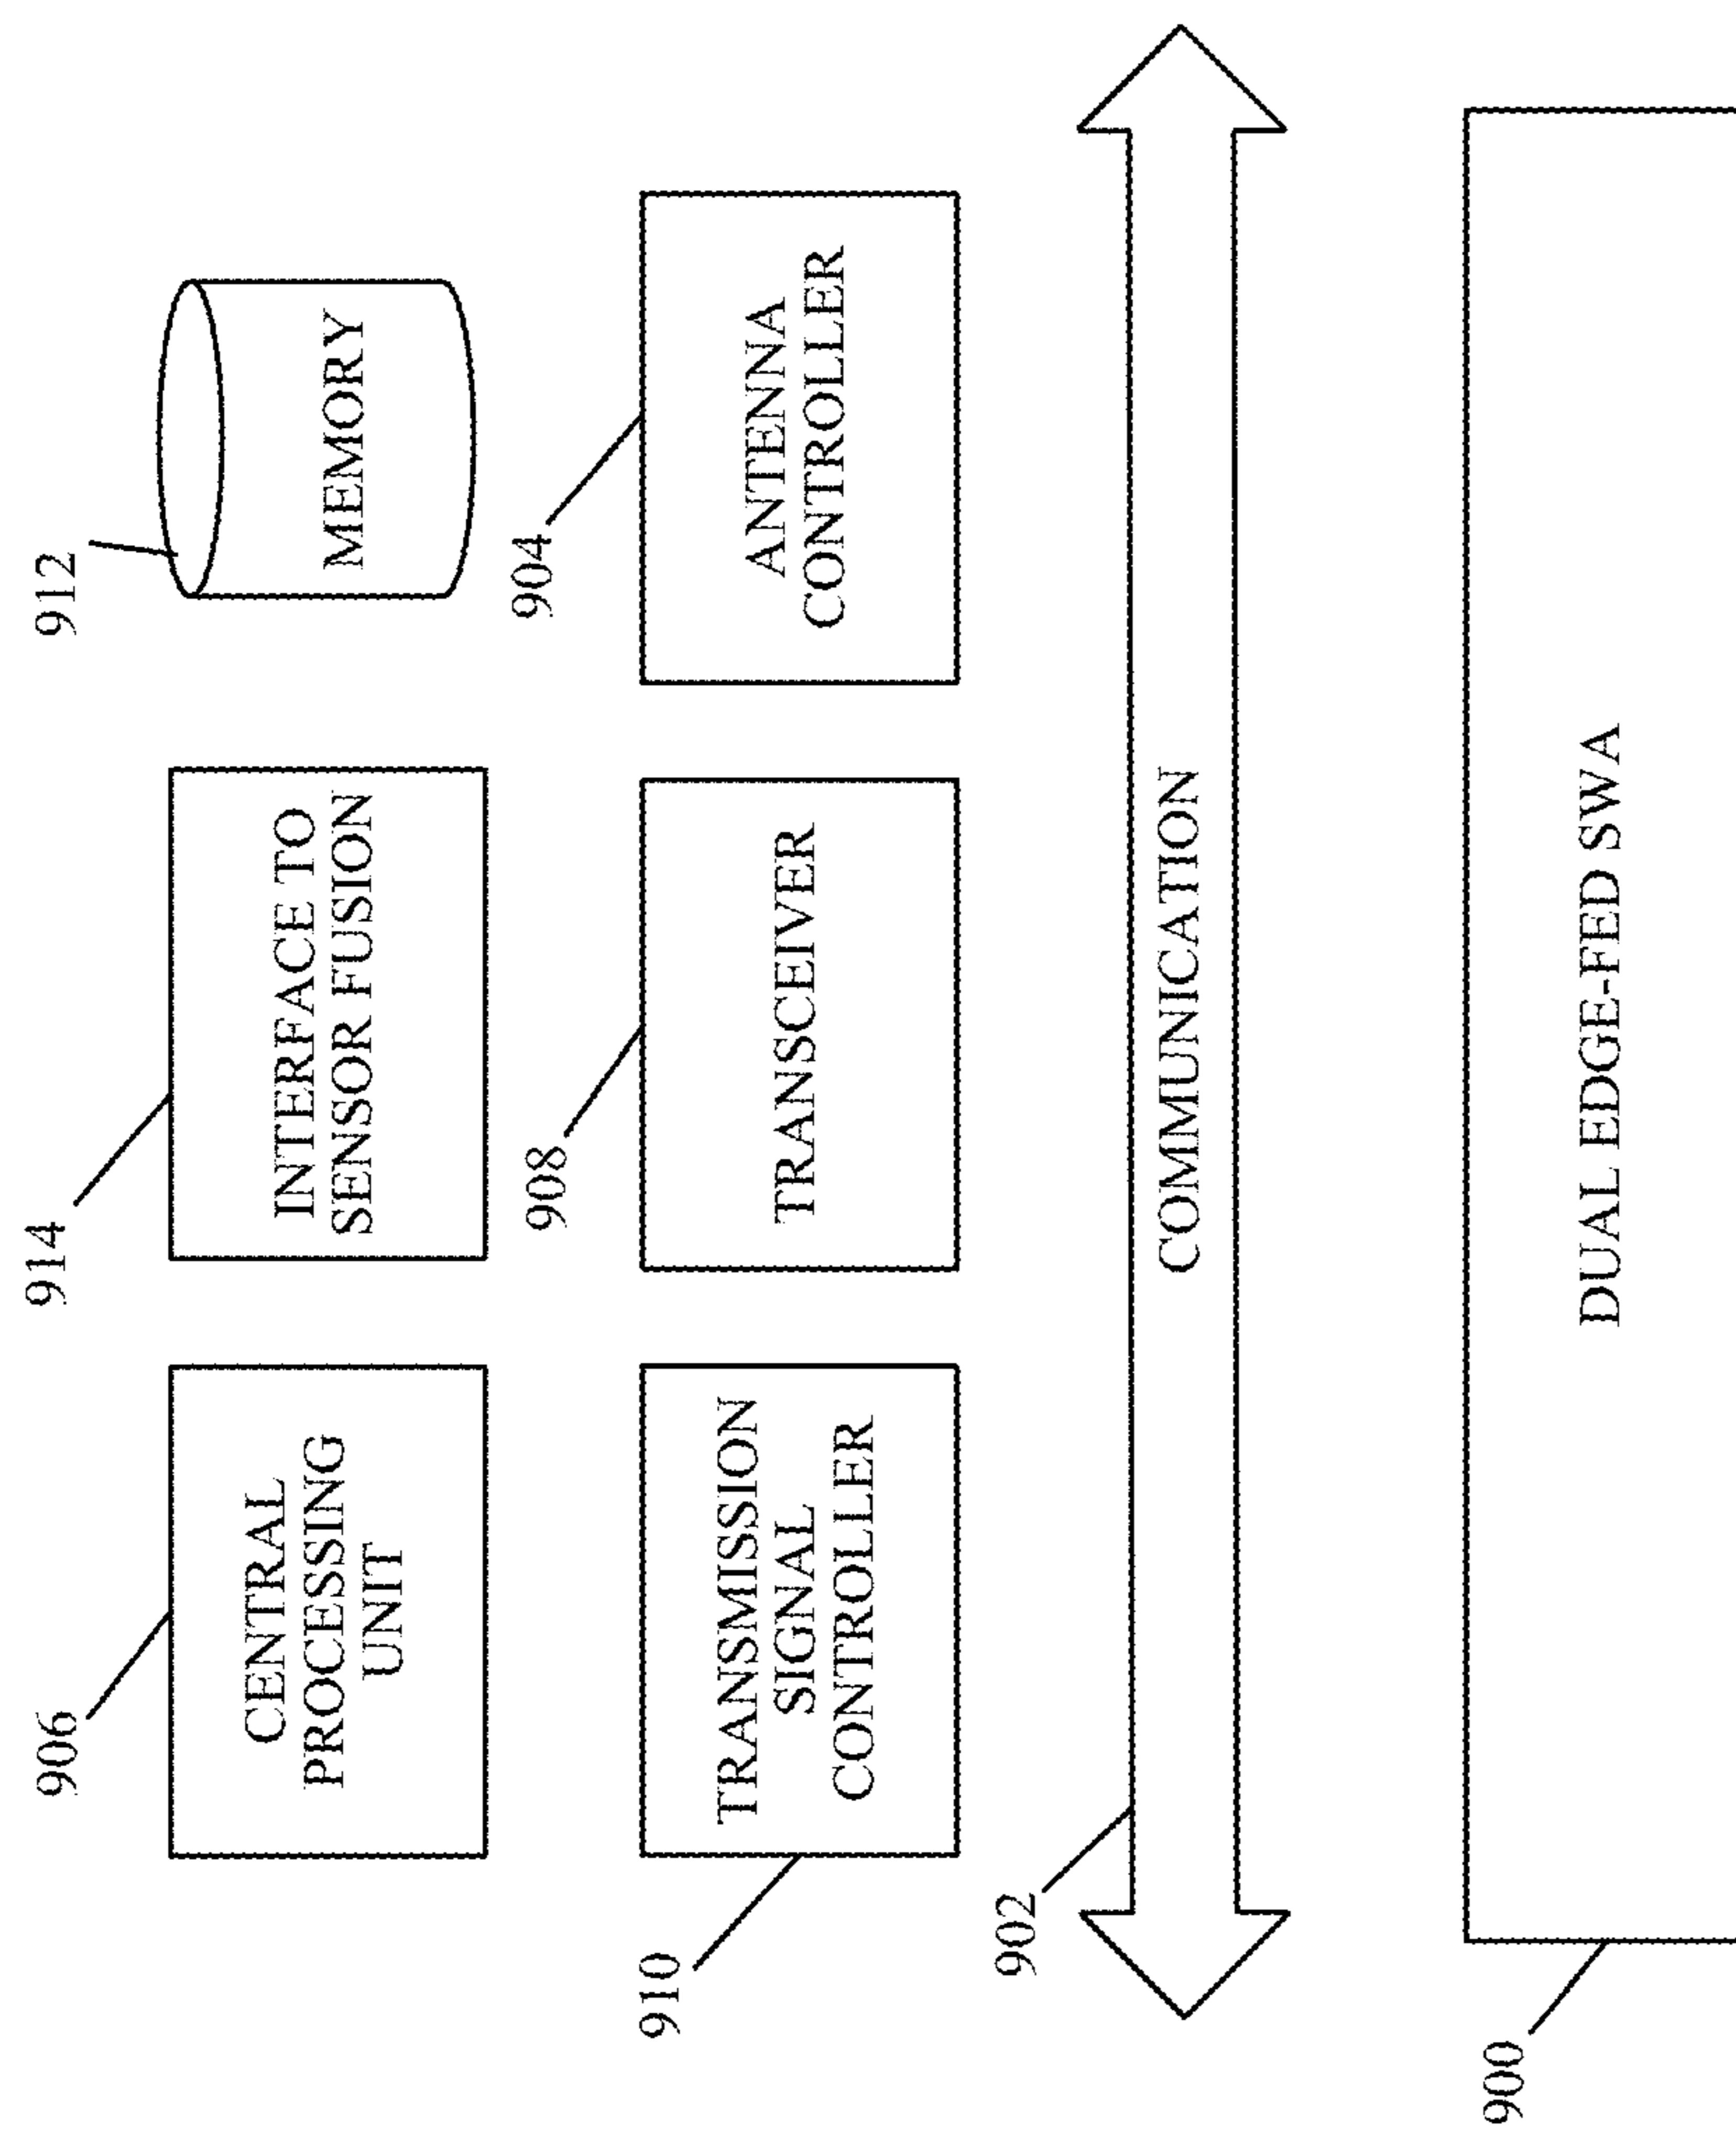 906
CENTRAL
PROCESSING
UNIT
914
INTERFACE TO
SENSOR FUSION
912
MEMORY
910
TRANSMISSION
SIGNAL
CONTROLLER
908
TRANSCEIVER
904
ANTENNA
CONTROLLER
902
COMMUNICATION
900
DUAL EDGE-FED SWA